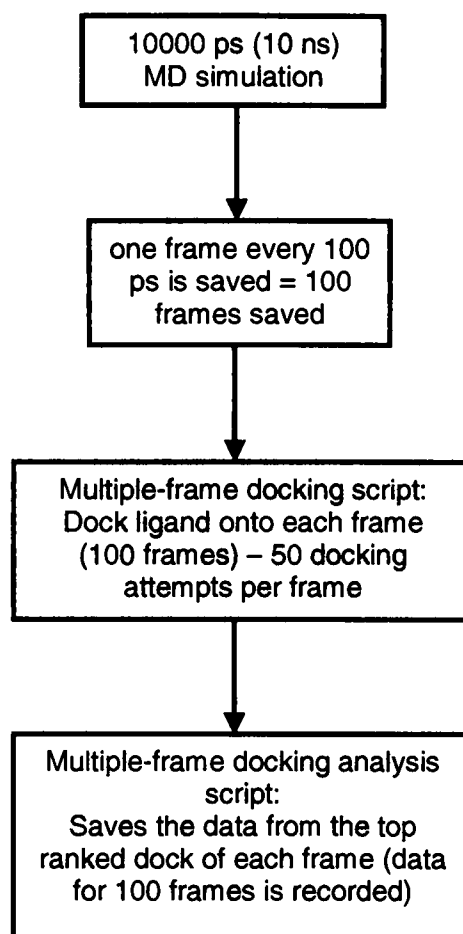 10000 ps (10 ns)
MD simulation
one frame every 100
ps is saved = 100
frames saved
Multiple-frame docking script:
Dock ligand onto each frame
(100 frames) – 50 docking
attempts per frame
Multiple-frame docking analysis
script:
Saves the data from the top
ranked dock of each frame (data
for 100 frames is recorded)